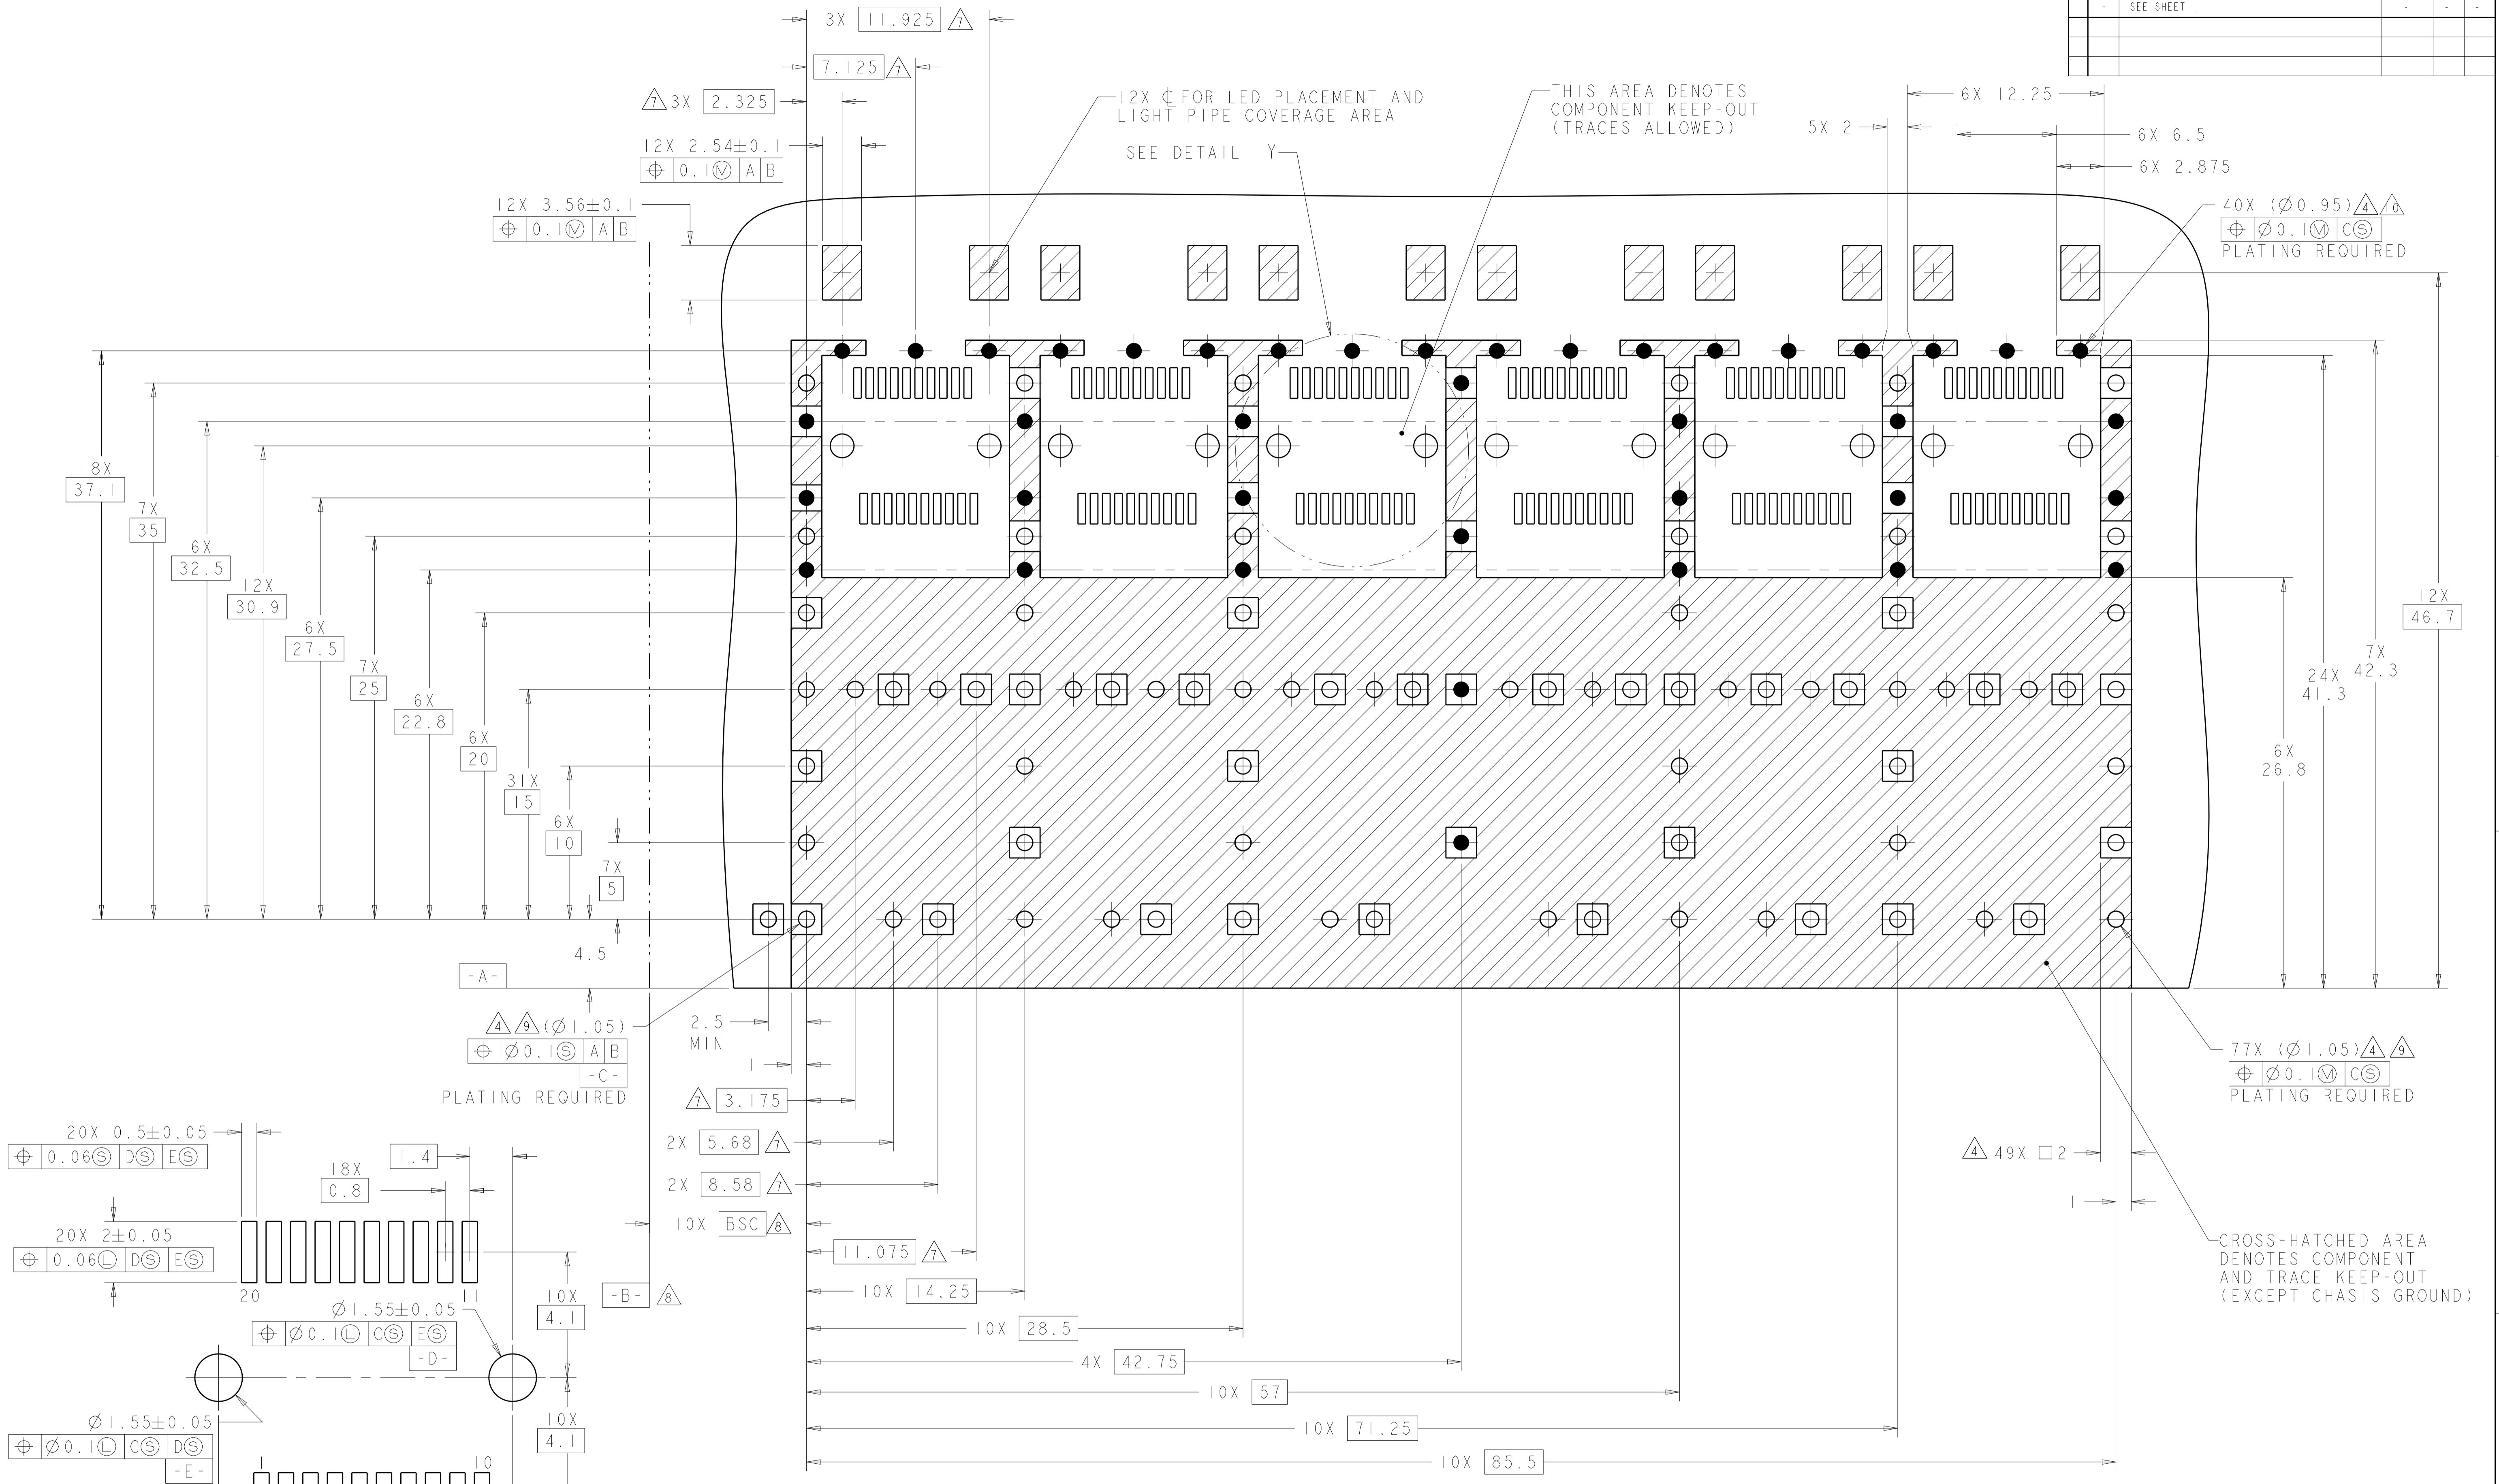 - SEE SHEET 1 - - -
3X 11.925 7
7.125 7
7 3X 2.325
12X 2.54±0.1
⌖ 0.1Ⓜ A B
12X 3.56±0.1
⌖ 0.1Ⓜ A B
12X ℄ FOR LED PLACEMENT AND
LIGHT PIPE COVERAGE AREA
SEE DETAIL Y
THIS AREA DENOTES
COMPONENT KEEP-OUT
(TRACES ALLOWED)
6X 12.25
5X 2
6X 6.5
6X 2.875
40X (Ø0.95) 4 10
⌖ Ø0.1Ⓜ CⓈ
PLATING REQUIRED
18X
37.1
7X
35
6X
32.5
12X
30.9
6X
27.5
7X
25
6X
22.8
6X
20
31X
15
6X
10
7X
5
4.5
-A-
12X
46.7
7X
42.3
24X
41.3
6X
26.8
4 9 (Ø1.05)
⌖ Ø0.1Ⓢ A B
-C-
PLATING REQUIRED
2.5
MIN
1
7 3.175
2X 5.68 7
2X 8.58 7
10X BSC 8
-B- 8
11.075 7
10X 14.25
10X 28.5
4X 42.75
10X 57
10X 71.25
10X 85.5
77X (Ø1.05) 4 9
⌖ Ø0.1Ⓜ CⓈ
PLATING REQUIRED
4 49X □2
1
CROSS-HATCHED AREA
DENOTES COMPONENT
AND TRACE KEEP-OUT
(EXCEPT CHASIS GROUND)
20X 0.5±0.05
⌖ 0.06Ⓢ DⓈ EⓈ
18X
0.8
1.4
20X 2±0.05
⌖ 0.06Ⓛ DⓈ EⓈ
20 11
Ø1.55±0.05
⌖ Ø0.1Ⓛ CⓈ EⓈ
-D-
10X
4.1
10X
4.1
Ø1.55±0.05
⌖ Ø0.1Ⓛ CⓈ DⓈ
-E-
1 10